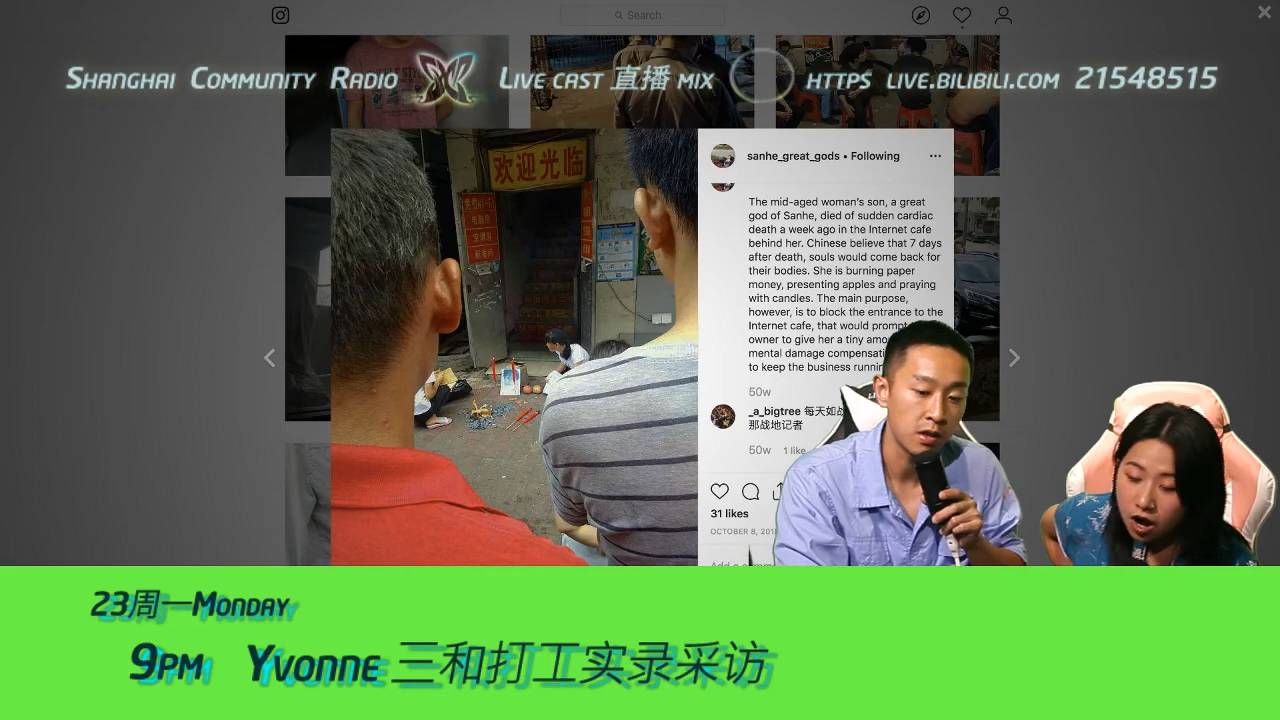 Search
Shanghai Community Radio
Live cast 直播 mix
https live.bilibili.com 21548515
欢迎光临
sanhe_great_gods • Following
The mid-aged woman's son, a great
god of Sanhe, died of sudden cardiac
death a week ago in the Internet cafe
behind her. Chinese believe that 7 days
after death, souls would come back for
their bodies. She is burning paper
money, presenting apples and praying
with candles. The main purpose,
however, is to block the entrance to the
Internet cafe, that would prompt
owner to give her a tiny
mental damage
to keep the business
50w
_a_bigtree 每天如
那战地记者
50w 1 like
31 likes
OCTOBER 8,
23周一Monday
9pm Yvonne 三和打工实录采访